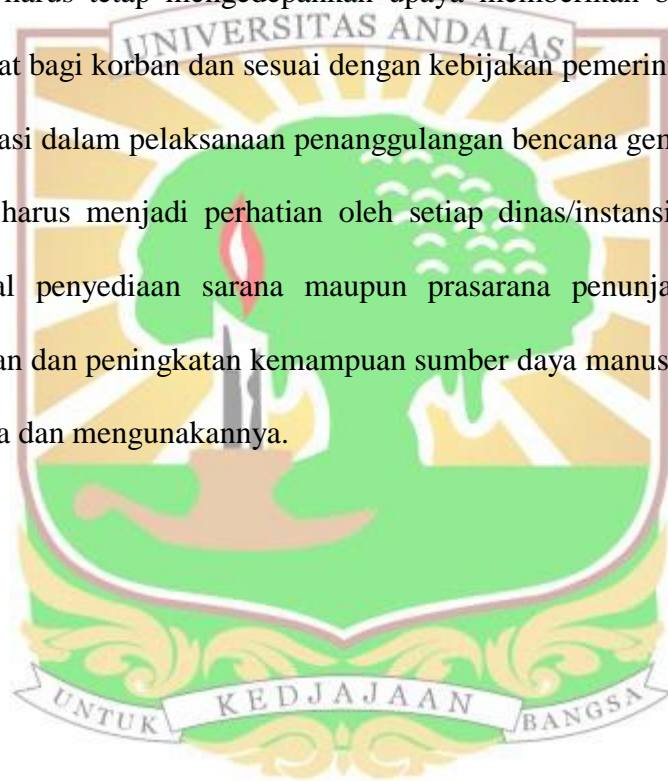 harus tetap mengedepankan upaya memberikan
UNIVERSITAS ANDALAS
at bagi korban dan sesuai dengan kebijakan pemerin
asi dalam pelaksanaan penanggulangan bencana gem
harus menjadi perhatian oleh setiap dinas/instansi
al penyediaan sarana maupun prasarana penunja
an dan peningkatan kemampuan sumber daya manus
a dan mengunakannya.
UNTUK KEDJAJAAN BANGSA